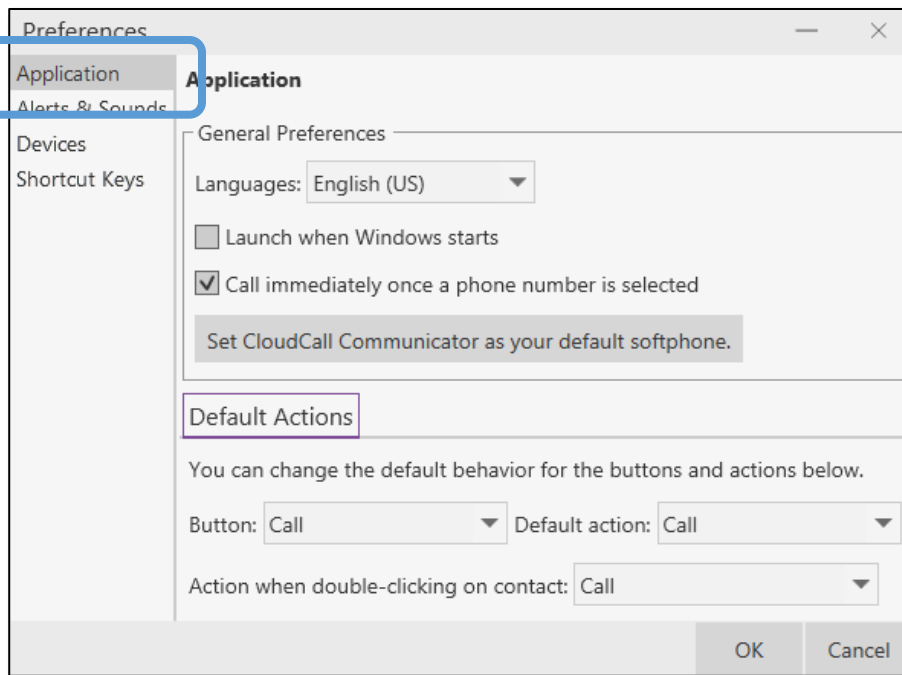 Preferences
Application
Alerts & Sounds
Devices
Shortcut Keys
Application
General Preferences
Languages: English (US)
Launch when Windows starts
Call immediately once a phone number is selected
Set CloudCall Communicator as your default softphone.
Default Actions
You can change the default behavior for the buttons and actions below.
Button: Call Default action: Call
Action when double-clicking on contact: Call
OK Cancel